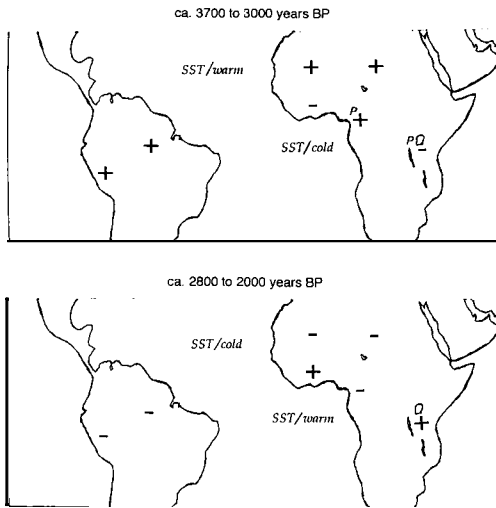 ca. 3700 to 3000 years BP
SST/warm
+ +
-
P
+
SST/cold
+
P
-
+
ca. 2800 to 2000 years BP
SST/cold
- -
+
-
-
SST/warm
+
-